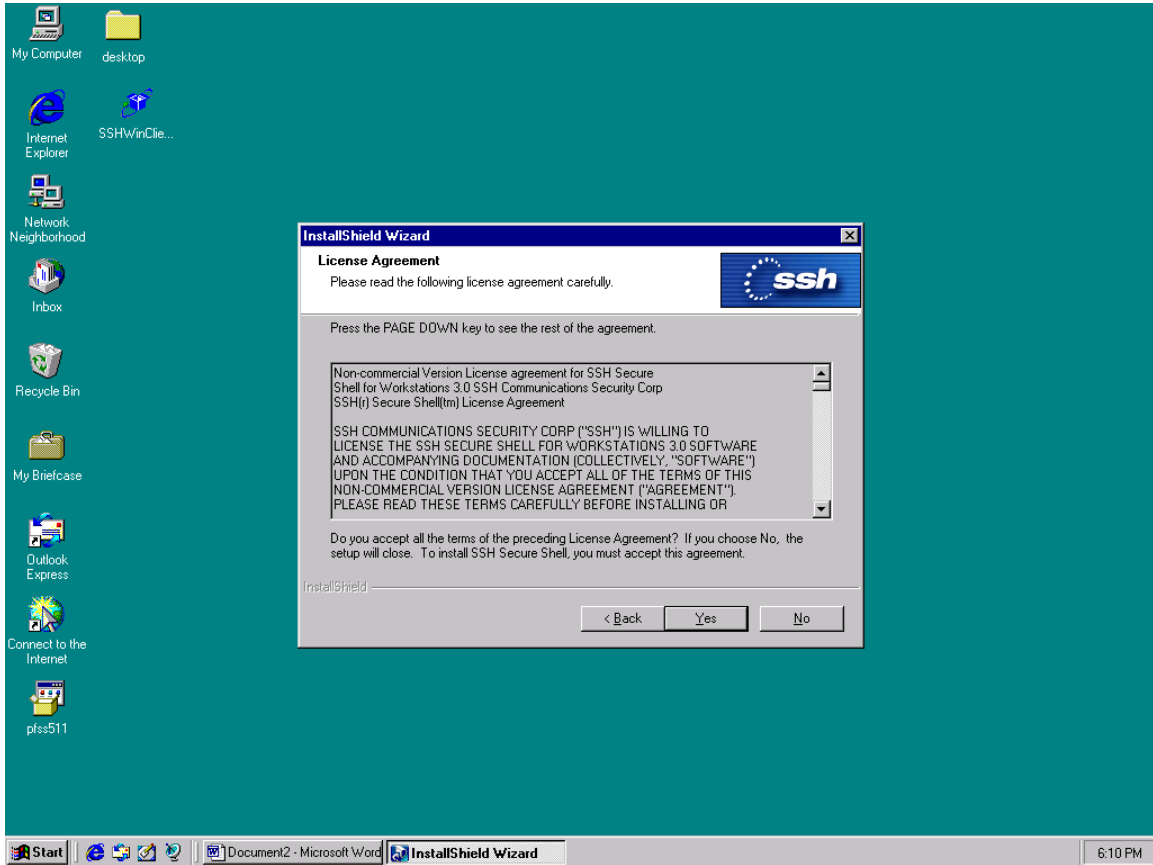 My Computer
desktop
Internet
Explorer
SSHWinClie...
Network
Neighborhood
Inbox
Recycle Bin
My Briefcase
Outlook
Express
Connect to the
Internet
pfss511
InstallShield Wizard
License Agreement
Please read the following license agreement carefully.
ssh
Press the PAGE DOWN key to see the rest of the agreement.
Non-commercial Version License agreement for SSH Secure
Shell for Workstations 3.0 SSH Communications Security Corp
SSH(r) Secure Shell(tm) License Agreement
SSH COMMUNICATIONS SECURITY CORP ("SSH") IS WILLING TO
LICENSE THE SSH SECURE SHELL FOR WORKSTATIONS 3.0 SOFTWARE
AND ACCOMPANYING DOCUMENTATION (COLLECTIVELY, "SOFTWARE")
UPON THE CONDITION THAT YOU ACCEPT ALL OF THE TERMS OF THIS
NON-COMMERCIAL VERSION LICENSE AGREEMENT ("AGREEMENT").
PLEASE READ THESE TERMS CAREFULLY BEFORE INSTALLING OR
Do you accept all the terms of the preceding License Agreement? If you choose No, the
setup will close. To install SSH Secure Shell, you must accept this agreement.
InstallShield
< Back Yes No
Start Document2 - Microsoft Word InstallShield Wizard 6:10 PM